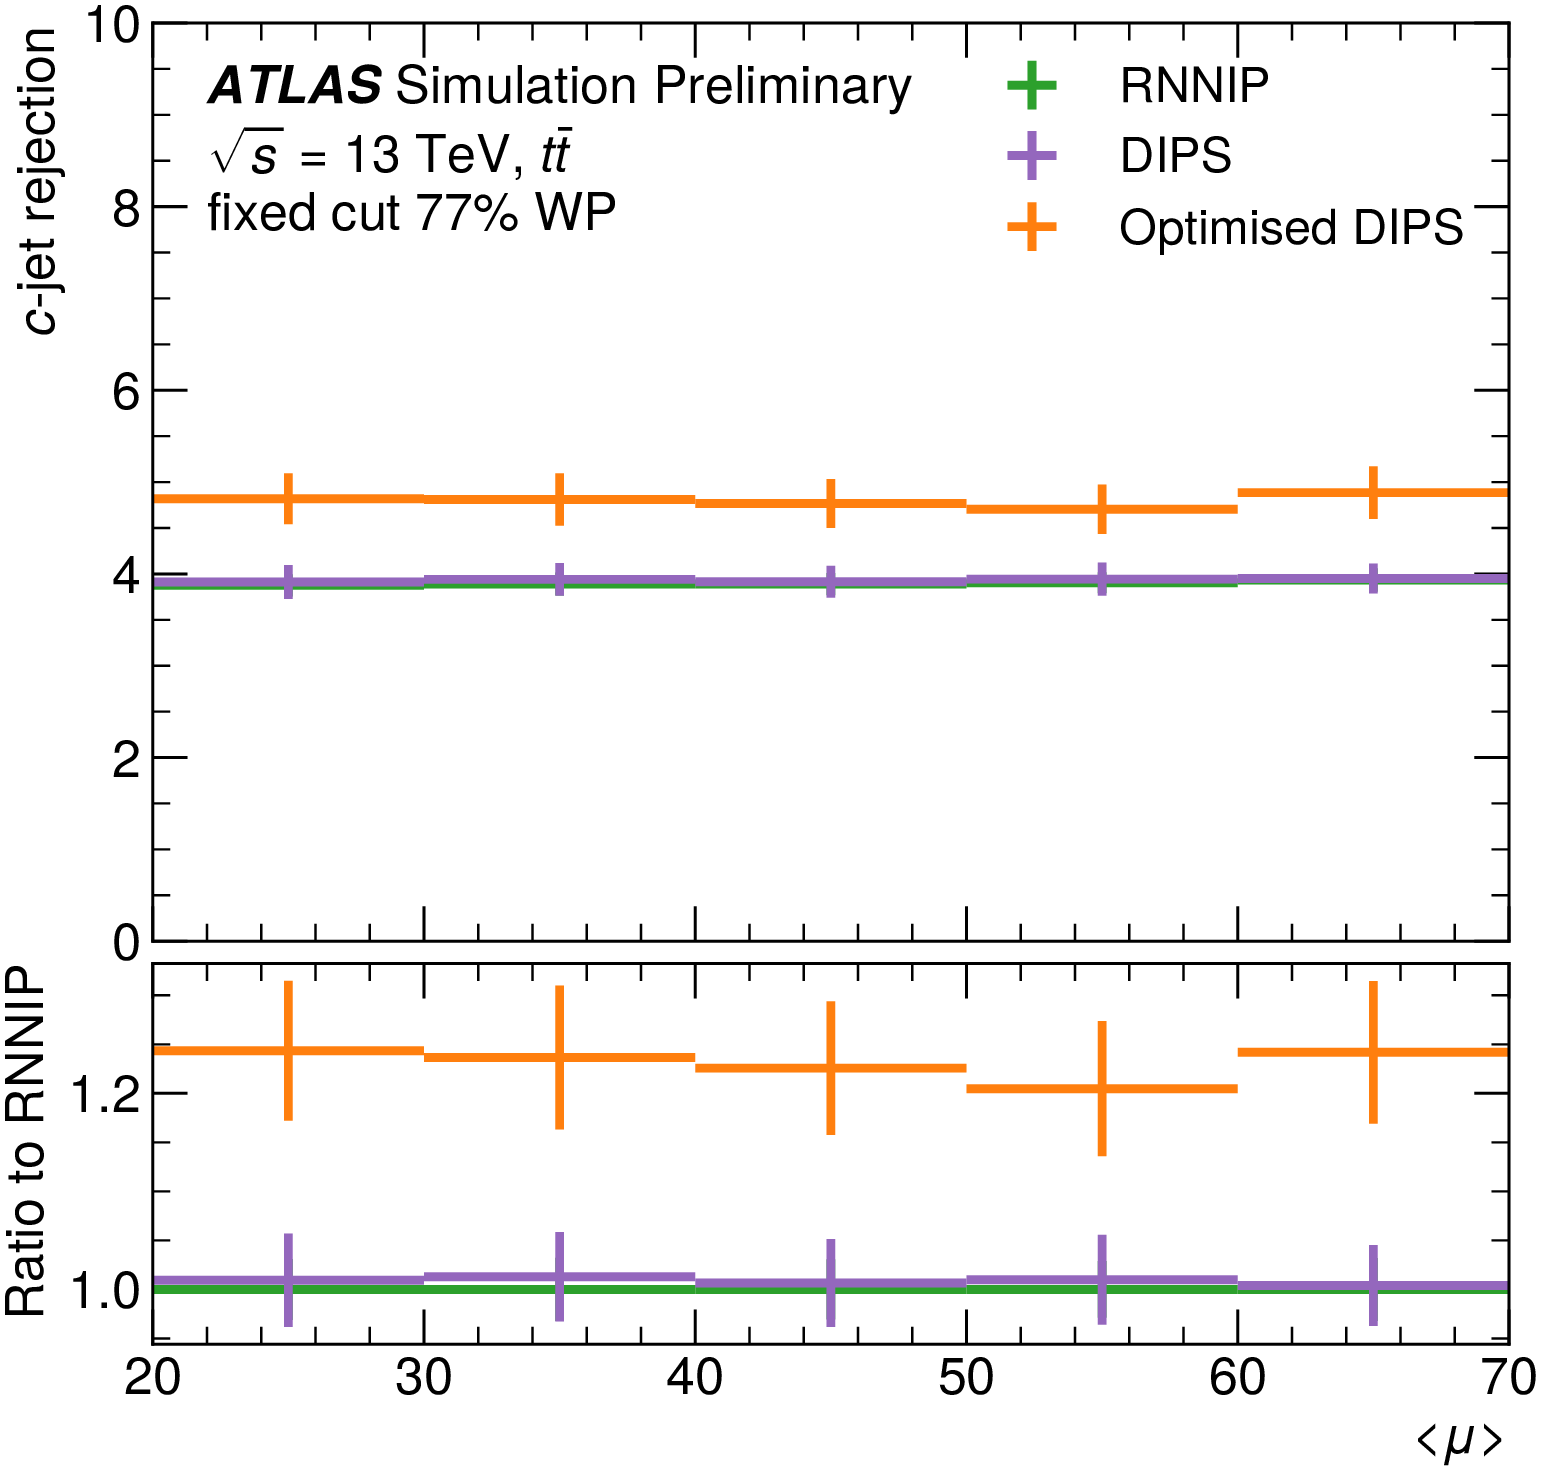 10
8
6
4
2
0
c-jet rejection
ATLAS Simulation Preliminary
√s = 13 TeV, tt̄
fixed cut 77% WP
RNNIP
DIPS
Optimised DIPS
Ratio to RNNIP
1.2
1.0
20 30 40 50 60 70
<μ>